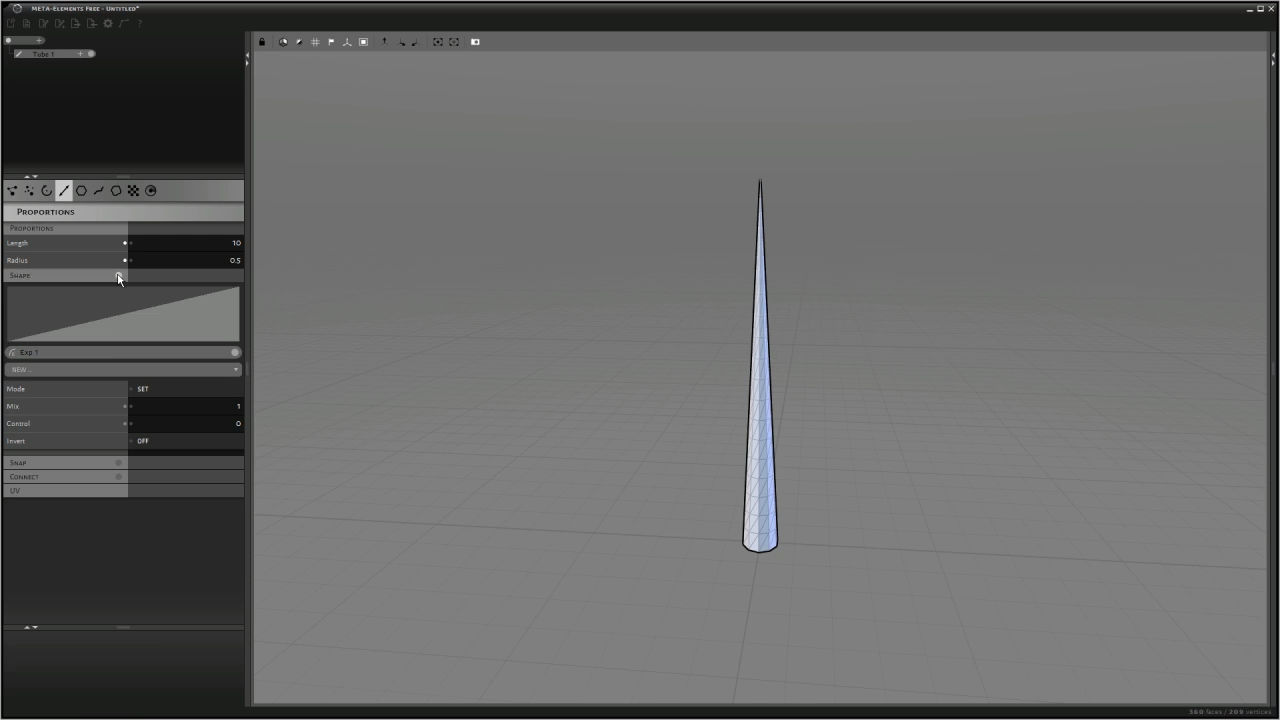 META-Elements Free - Untitled*
Tube 1
Proportions
Proportions
Length 10
Radius 0.5
Shape
Exp 1
NEW...
Mode SET
Mix 1
Control 0
Invert OFF
Snap
Connect
UV
360 faces / 209 vertices